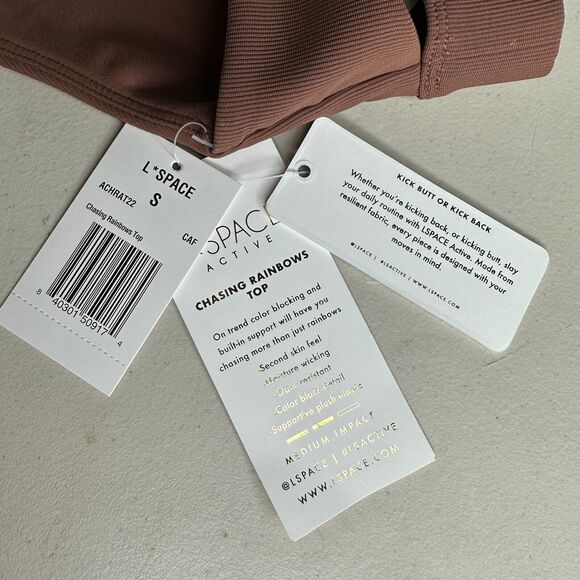 L*SPACE
S
ACHRAT22
Chasing Rainbows Top
CAF
8 40301 50917 4
LSPACE
ACTIVE
CHASING RAINBOWS
TOP
On trend color blocking and
built-in support will have you
chasing more than just rainbows
-Second skin feel
-Moisture wicking
-Odor resistant
-Color block detail
-Supportive plush
MEDIUM IMPACT
@LSPACE | #LSACTIVE
WWW.LSPACE.COM
KICK BUTT OR KICK BACK
Whether you're kicking back, or kicking butt, slay
your daily routine with LSPACE Active. Made from
resilient fabric, every piece is designed with your
moves in mind.
@LSPACE | #LSACTIVE | WWW.LSPACE.COM